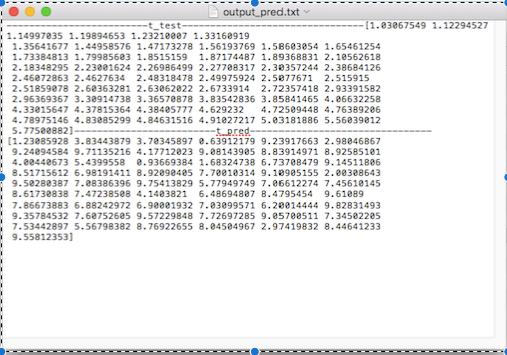 output_pred.txt
------------------------t_test------------------------------[1.03067549 1.12294527
1.14997035 1.19894653 1.23210007 1.33160919
1.35641677 1.44958576 1.47173278 1.56193769 1.58603054 1.65461254
1.73384813 1.79985603 1.8515159 1.87174487 1.89368831 2.10562618
2.18348295 2.23001624 2.26986499 2.27708317 2.30357244 2.38684126
2.46072863 2.4627634 2.48318478 2.49975924 2.5077671 2.515915
2.51859078 2.60363281 2.63062022 2.6733914 2.72357418 2.93391582
2.96369367 3.30914738 3.36570878 3.83542836 3.85841465 4.06632258
4.33015647 4.37815364 4.38405777 4.629232 4.72509448 4.76389206
4.78975146 4.83085299 4.84631516 4.91027217 5.03181886 5.56039012
5.77500882]------------------------t_pred-------------------------------
[1.23085928 3.83443879 3.70345897 0.63912179 9.23917663 2.98046867
9.24094584 9.71135216 4.17712023 9.08143905 8.83914971 8.92585101
4.00440673 5.4399558 0.93669384 1.68324738 6.73708479 9.14511806
8.51715612 6.98191411 8.92090405 7.70010314 9.10905155 2.00308643
9.50280387 7.08386396 9.75413829 5.77949749 7.06612274 7.45610145
8.61730838 7.47238508 4.1403821 6.48694807 8.4795454 9.61089
7.86673883 6.88242972 6.90001932 7.03099571 6.20014444 9.82831493
9.35784532 7.60752605 9.57229848 7.72697285 9.05700511 7.34502205
7.53442897 5.56798382 8.76922655 8.04504967 2.97419832 8.44641233
9.55812353]